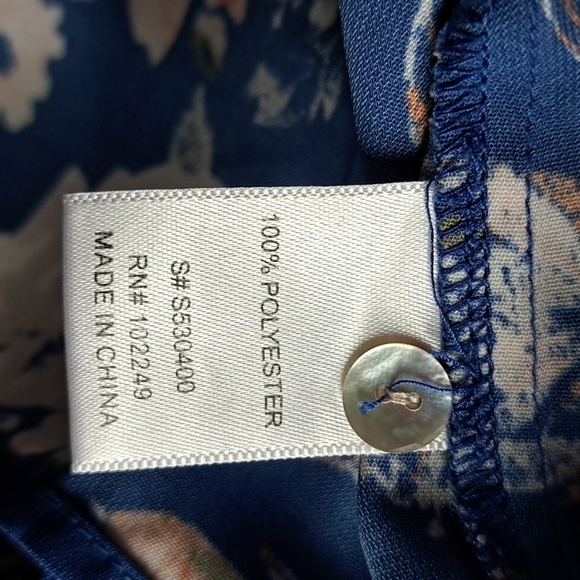 100% POLYESTER
S# S530400
RN# 102249
MADE IN CHINA